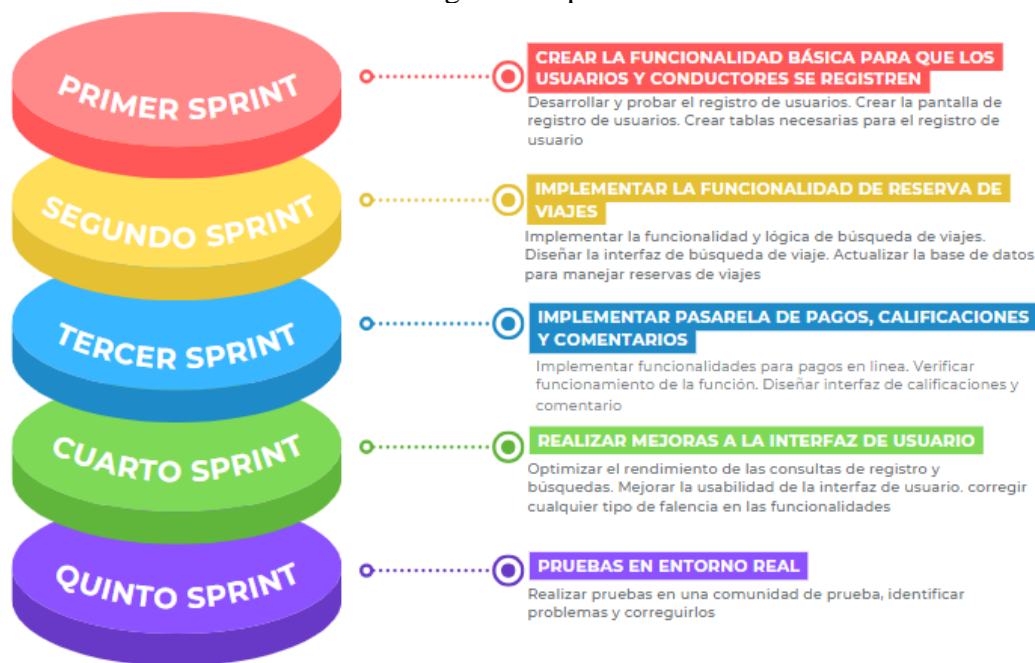 PRIMER SPRINT
CREAR LA FUNCIONALIDAD BÁSICA PARA QUE LOS
USUARIOS Y CONDUCTORES SE REGISTREN
Desarrollar y probar el registro de usuarios. Crear la pantalla de
registro de usuarios. Crear tablas necesarias para el registro de
usuario
SEGUNDO SPRINT
IMPLEMENTAR LA FUNCIONALIDAD DE RESERVA DE
VIAJES
Implementar la funcionalidad y lógica de búsqueda de viajes.
Diseñar la interfaz de búsqueda de viaje. Actualizar la base de datos
para manejar reservas de viajes
TERCER SPRINT
IMPLEMENTAR PASARELA DE PAGOS, CALIFICACIONES
Y COMENTARIOS
Implementar funcionalidades para pagos en linea. Verificar
funcionamiento de la función. Diseñar interfaz de calificaciones y
comentario
CUARTO SPRINT
REALIZAR MEJORAS A LA INTERFAZ DE USUARIO
Optimizar el rendimiento de las consultas de registro y
búsquedas. Mejorar la usabilidad de la interfaz de usuario. corregir
cualquier tipo de falencia en las funcionalidades
QUINTO SPRINT
PRUEBAS EN ENTORNO REAL
Realizar pruebas en una comunidad de prueba, identificar
problemas y correguirlos